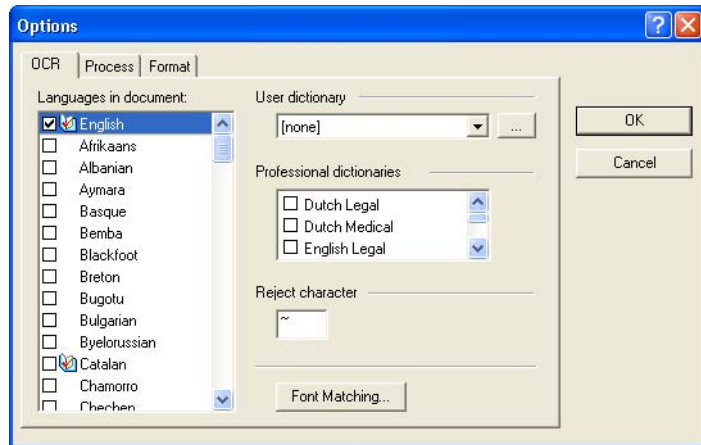 Options
OCR Process Format
Languages in document:
English
Afrikaans
Albanian
Aymara
Basque
Bemba
Blackfoot
Breton
Bugotu
Bulgarian
Byelorussian
Catalan
Chamorro
Chechen
User dictionary
[none]
...
Professional dictionaries
Dutch Legal
Dutch Medical
English Legal
Reject character
~
Font Matching...
OK
Cancel